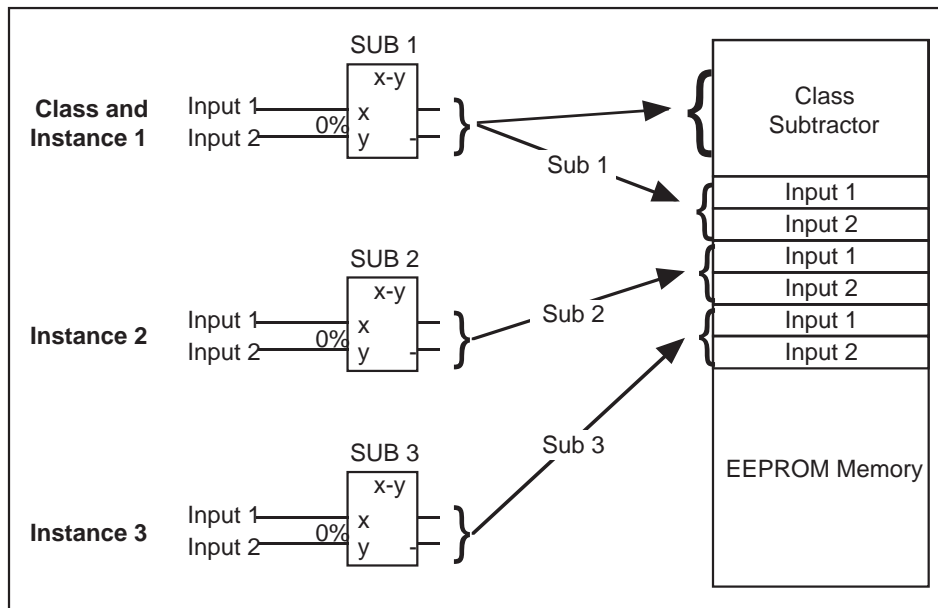 SUB 1
x-y
Class and
Instance 1
Input 1
Input 2
0%
x
y
-
Sub 1
Class
Subtractor
Input 1
Input 2
Input 1
Input 2
Input 1
Input 2
EEPROM Memory
SUB 2
x-y
Instance 2
Input 1
Input 2
0%
x
y
-
Sub 2
SUB 3
x-y
Instance 3
Input 1
Input 2
0%
x
y
-
Sub 3